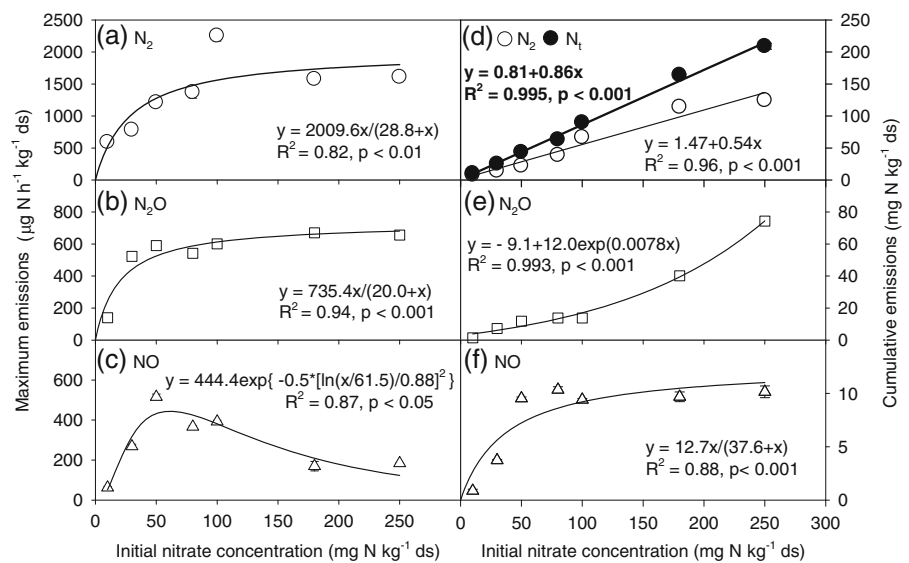 Maximum emissions (µg N h⁻¹ kg⁻¹ ds)
(a) N₂
2500
2000
1500
1000
500
0
y = 2009.6x/(28.8+x)
R² = 0.82, p < 0.01
(b) N₂O
800
600
400
200
0
y = 735.4x/(20.0+x)
R² = 0.94, p < 0.001
(c) NO
600
400
200
0
y = 444.4exp{ -0.5*[ln(x/61.5)/0.88]² }
R² = 0.87, p < 0.05
0 50 100 150 200 250
Initial nitrate concentration (mg N kg⁻¹ ds)
(d) N₂ Nₜ
y = 0.81+0.86x
R² = 0.995, p < 0.001
y = 1.47+0.54x
R² = 0.96, p < 0.001
250
200
150
100
50
0
(e) N₂O
y = - 9.1+12.0exp(0.0078x)
R² = 0.993, p < 0.001
80
60
40
20
0
(f) NO
y = 12.7x/(37.6+x)
R² = 0.88, p< 0.001
10
5
0
0 50 100 150 200 250 300
Initial nitrate concentration (mg N kg⁻¹ ds)
Cumulative emissions (mg N kg⁻¹ ds)